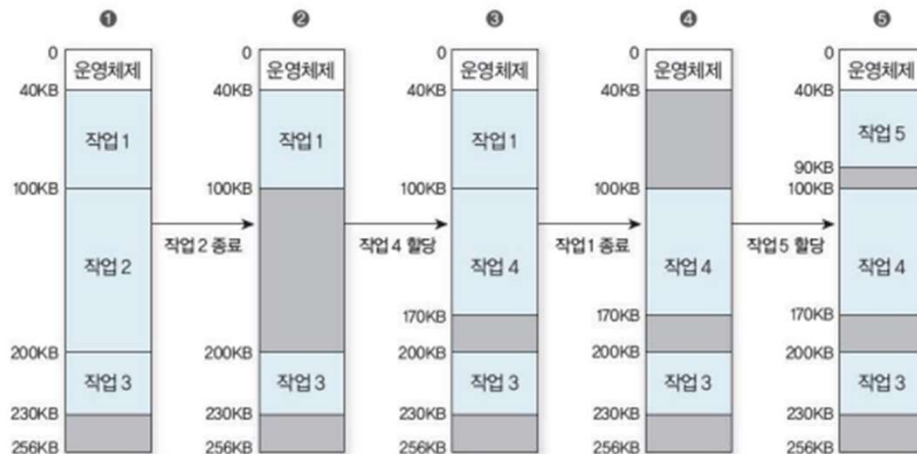 ❶ ❷ ❸ ❹ ❺
0 0 0 0 0
운영체제 운영체제 운영체제 운영체제 운영체제
40KB 40KB 40KB 40KB 40KB
작업 1 작업 1 작업 1 작업 5
90KB
100KB 100KB 100KB 100KB 100KB
작업 2 종료 작업 4 할당 작업 1 종료 작업 5 할당
작업 2 작업 4 작업 4 작업 4
170KB 170KB 170KB
200KB 200KB 200KB 200KB 200KB
작업 3 작업 3 작업 3 작업 3 작업 3
230KB 230KB 230KB 230KB 230KB
256KB 256KB 256KB 256KB 256KB